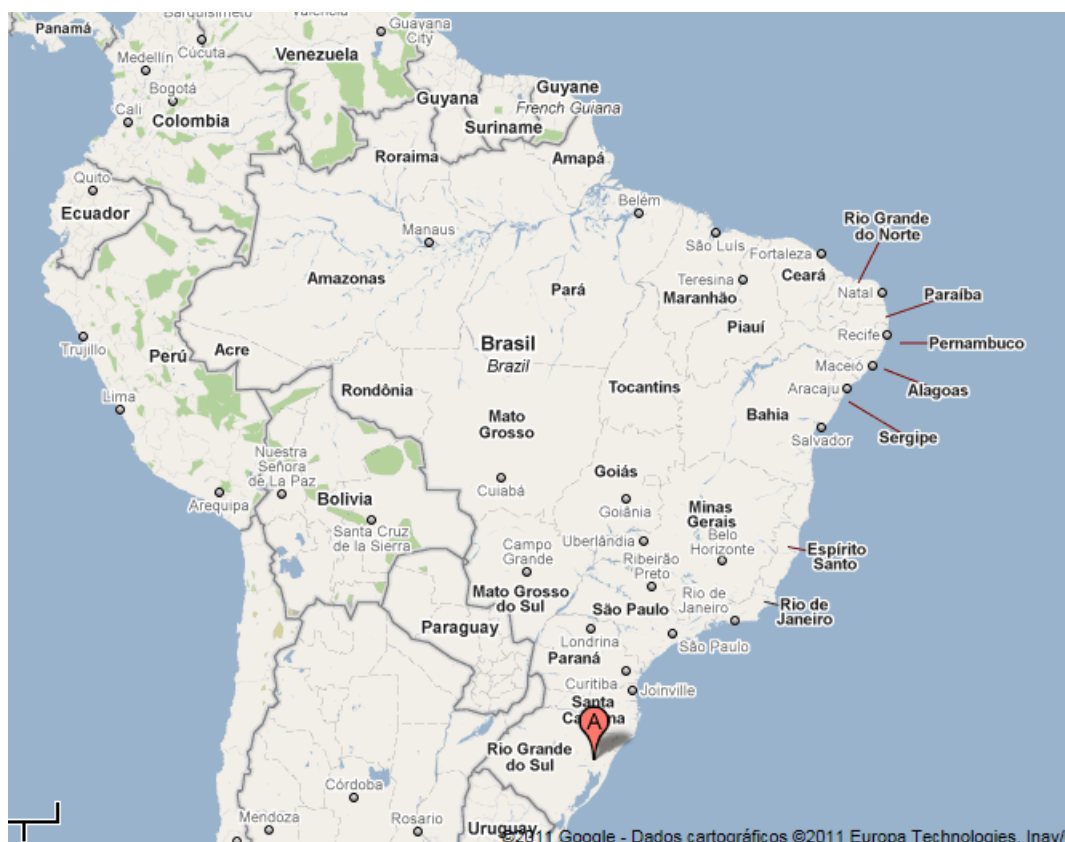 Barquisimeto
Valencia
Panamá
Guayana
City
Medellín
Cúcuta
Venezuela
Bogotá
Guyana
Guyane
French Guiana
Cali
Colombia
Suriname
Roraima
Amapá
Quito
Ecuador
Belém
Manaus
São Luís
Rio Grande
do Norte
Fortaleza
Ceará
Amazonas
Pará
Teresina
Maranhão
Natal
Paraíba
Piauí
Trujillo
Perú
Acre
Brasil
Brazil
Recife
Pernambuco
Maceió
Alagoas
Lima
Rondônia
Tocantins
Aracaju
Mato
Grosso
Bahia
Sergipe
Salvador
Nuestra
Señora
de La Paz
Goiás
Arequipa
Bolivia
Cuiabá
Goiânia
Minas
Gerais
Santa Cruz
de la Sierra
Campo
Grande
Uberlândia
Belo
Horizonte
Espírito
Santo
Ribeirão
Preto
Mato Grosso
do Sul
São Paulo
Rio de
Janeiro
Rio de
Janeiro
Paraguay
Londrina
São Paulo
Paraná
Curitiba
Joinville
Santa
Catarina
A
Rio Grande
do Sul
Córdoba
Mendoza
Rosario
Uruguay
©2011 Google - Dados cartográficos ©2011 Europa Technologies, Inav/